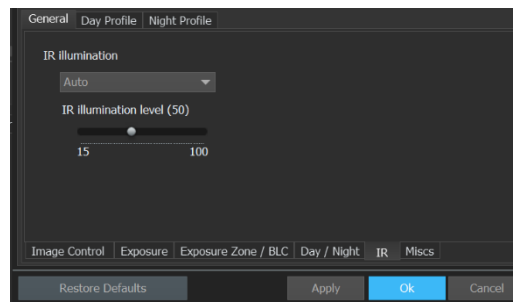 General Day Profile Night Profile
IR illumination
Auto
IR illumination level (50)
15 100
Image Control Exposure Exposure Zone / BLC Day / Night IR Miscs
Restore Defaults Apply Ok Cancel